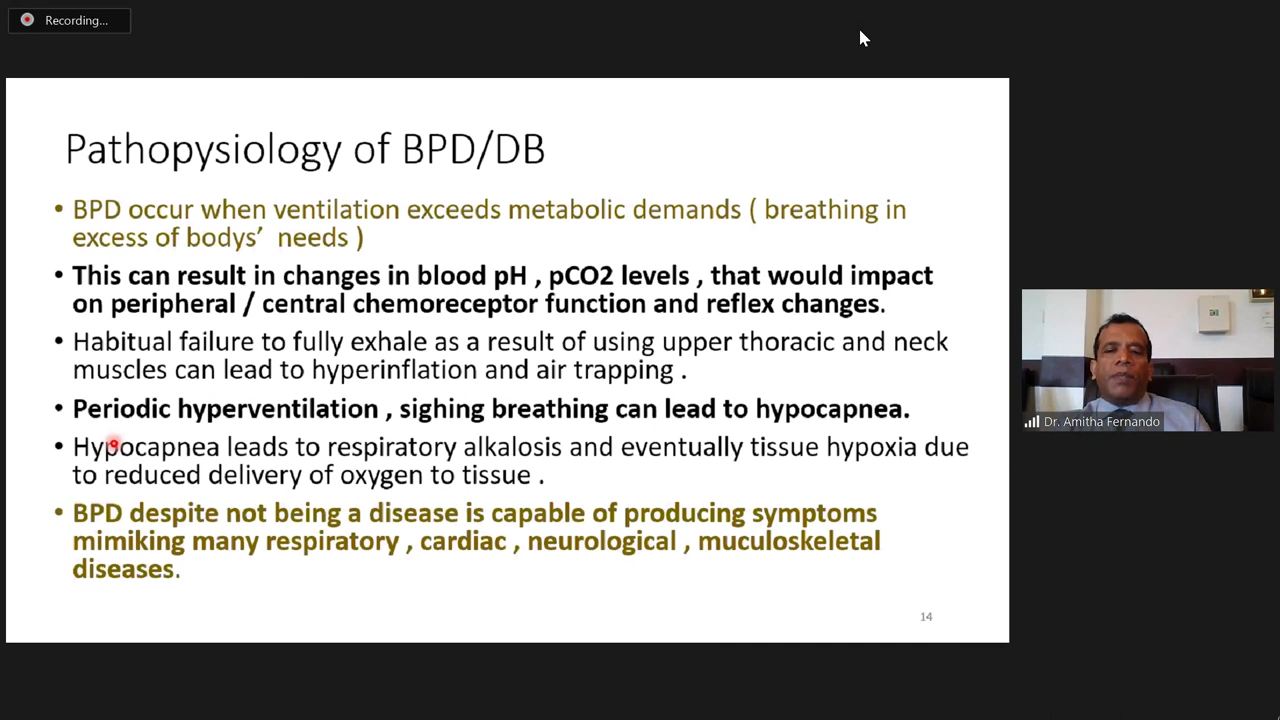 Recording...
Pathopysiology of BPD/DB
• BPD occur when ventilation exceeds metabolic demands ( breathing in
excess of bodys’ needs )
• This can result in changes in blood pH , pCO2 levels , that would impact
on peripheral / central chemoreceptor function and reflex changes.
• Habitual failure to fully exhale as a result of using upper thoracic and neck
muscles can lead to hyperinflation and air trapping .
• Periodic hyperventilation , sighing breathing can lead to hypocapnea.
• Hypocapnea leads to respiratory alkalosis and eventually tissue hypoxia due
to reduced delivery of oxygen to tissue .
• BPD despite not being a disease is capable of producing symptoms
mimiking many respiratory , cardiac , neurological , muculoskeletal
diseases.
14
Dr. Amitha Fernando